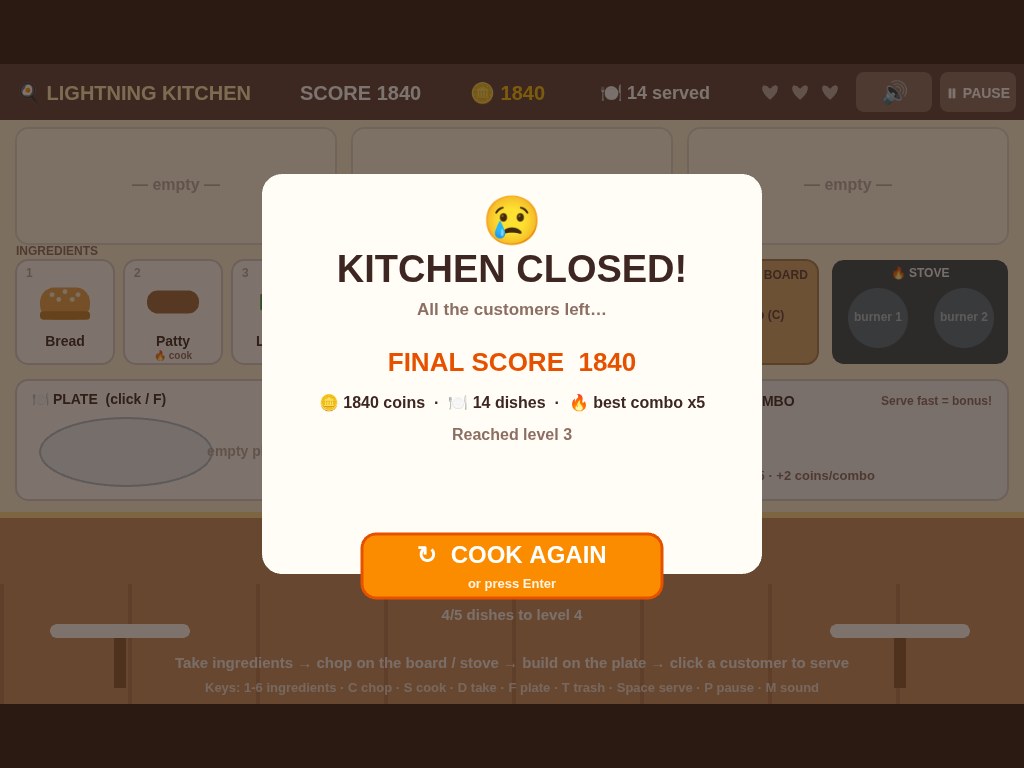 🍳 LIGHTNING KITCHEN SCORE 1840 🪙 1840 🍽️ 14 served 🔊 ⏸ PAUSE
— empty — — empty —
INGREDIENTS
1 2 3 BOARD 🔥 STOVE
(C) burner 1 burner 2
Bread Patty L
🔥 cook
🍽️ PLATE (click / F) MBO Serve fast = bonus!
empty p
· +2 coins/combo
KITCHEN CLOSED!
All the customers left…
FINAL SCORE 1840
🪙 1840 coins · 🍽️ 14 dishes · 🔥 best combo x5
Reached level 3
↻ COOK AGAIN
or press Enter
4/5 dishes to level 4
Take ingredients → chop on the board / stove → build on the plate → click a customer to serve
Keys: 1-6 ingredients · C chop · S cook · D take · F plate · T trash · Space serve · P pause · M sound